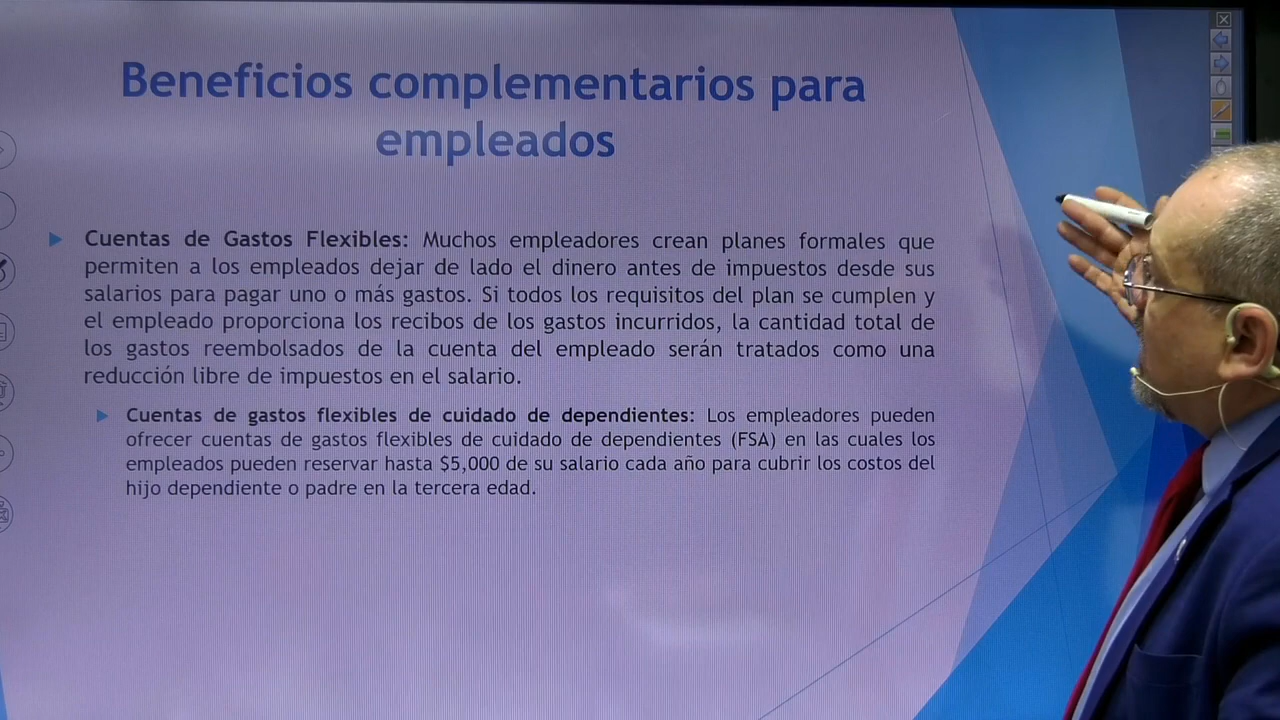 Beneficios complementarios para
empleados
Cuentas de Gastos Flexibles: Muchos empleadores crean planes formales que
permiten a los empleados dejar de lado el dinero antes de impuestos desde sus
salarios para pagar uno o más gastos. Si todos los requisitos del plan se cumplen y
el empleado proporciona los recibos de los gastos incurridos, la cantidad total de
los gastos reembolsados de la cuenta del empleado serán tratados como una
reducción libre de impuestos en el salario.
Cuentas de gastos flexibles de cuidado de dependientes: Los empleadores pueden
ofrecer cuentas de gastos flexibles de cuidado de dependientes (FSA) en las cuales los
empleados pueden reservar hasta $5,000 de su salario cada año para cubrir los costos del
hijo dependiente o padre en la tercera edad.